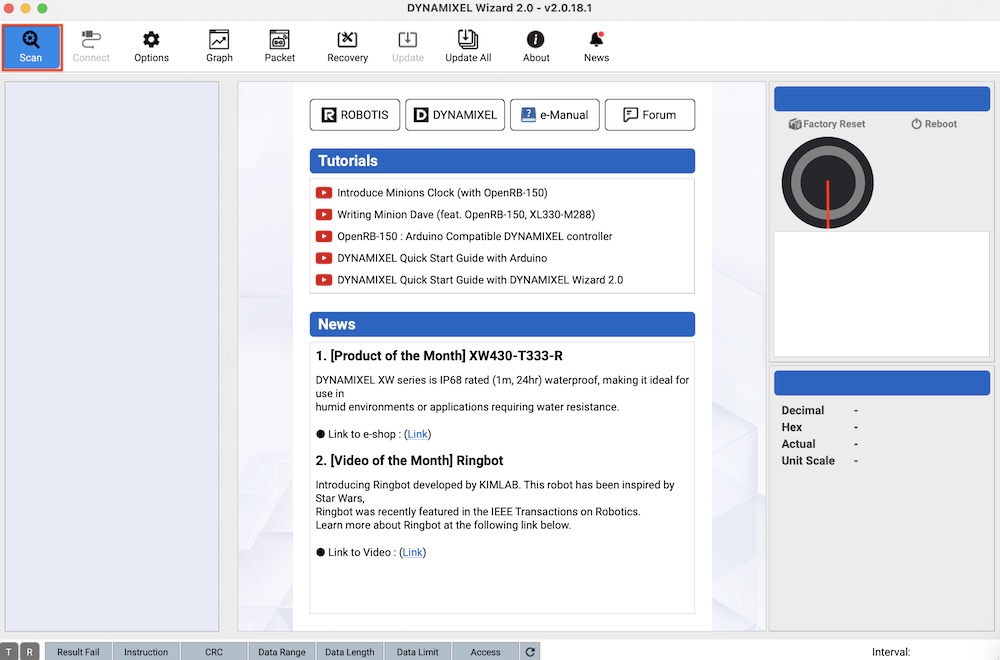 DYNAMIXEL Wizard 2.0 - v2.0.18.1
Scan
Connect
Options
Graph
Packet
Recovery
Update
Update All
About
News
ROBOTIS
DYNAMIXEL
e-Manual
Forum
Tutorials
Introduce Minions Clock (with OpenRB-150)
Writing Minion Dave (feat. OpenRB-150, XL330-M288)
OpenRB-150 : Arduino Compatible DYNAMIXEL controller
DYNAMIXEL Quick Start Guide with Arduino
DYNAMIXEL Quick Start Guide with DYNAMIXEL Wizard 2.0
News
1. [Product of the Month] XW430-T333-R
DYNAMIXEL XW series is IP68 rated (1m, 24hr) waterproof, making it ideal for
use in
humid environments or applications requiring water resistance.
● Link to e-shop : (Link)
2. [Video of the Month] Ringbot
Introducing Ringbot developed by KIMLAB. This robot has been inspired by
Star Wars,
Ringbot was recently featured in the IEEE Transactions on Robotics.
Learn more about Ringbot at the following link below.
● Link to Video : (Link)
Factory Reset
Reboot
Decimal -
Hex -
Actual -
Unit Scale -
T
R
Result Fail
Instruction
CRC
Data Range
Data Length
Data Limit
Access
Interval: